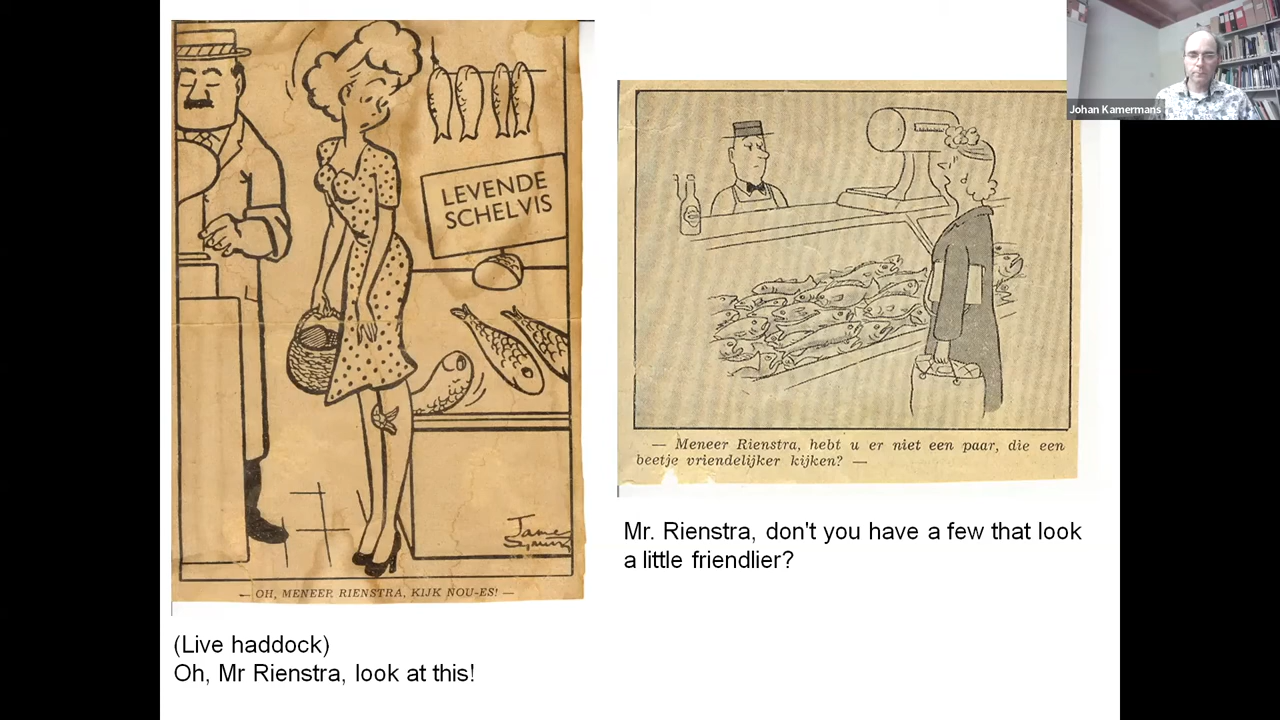 LEVENDE
SCHELVIS
— OH, MENEER RIENSTRA, KIJK NOU-ES! —
(Live haddock)
Oh, Mr Rienstra, look at this!
— Meneer Rienstra, hebt u er niet een paar, die een
beetje vriendelijker kijken? —
Mr. Rienstra, don't you have a few that look
a little friendlier?
Johan Kamermans